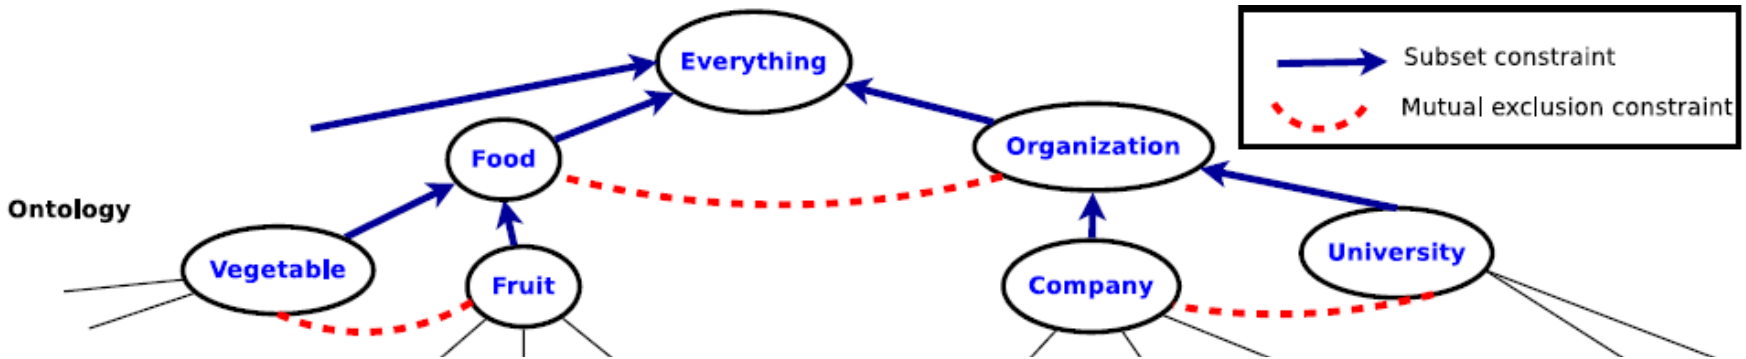 Everything
Subset constraint
Mutual exclusion constraint
Organization
Food
Ontology
Vegetable
Fruit
Company
University